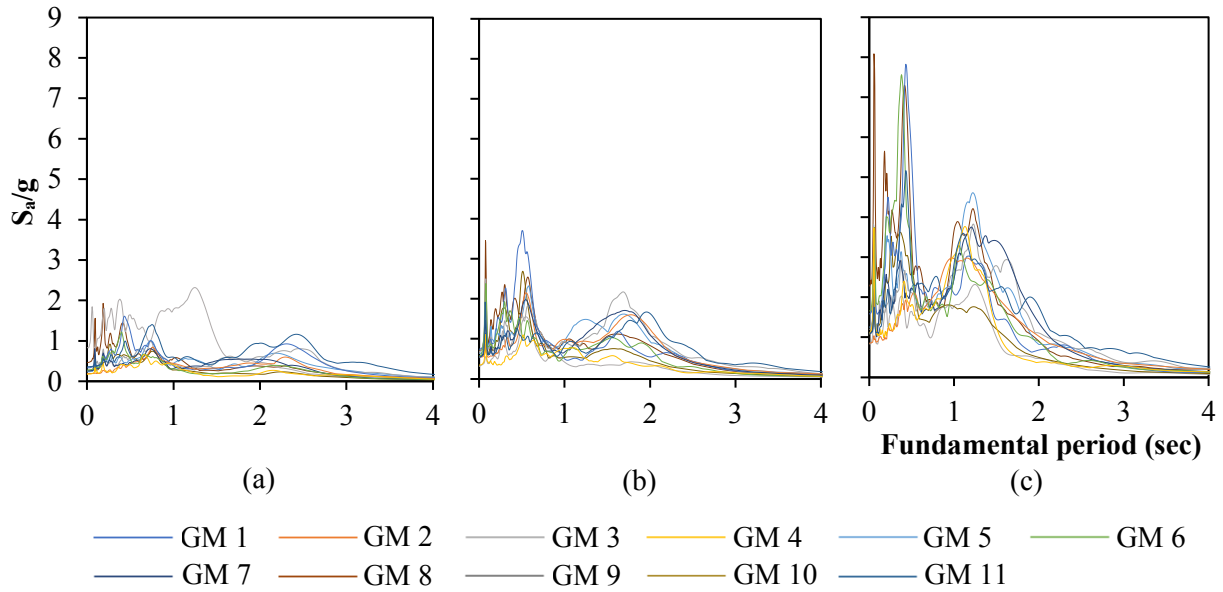 9
8
7
6
5
4
3
2
1
0
Sa/g
0 1 2 3 4
0 1 2 3 4
0 1 2 3 4
Fundamental period (sec)
(a) (b) (c)
GM 1 GM 2 GM 3 GM 4 GM 5 GM 6
GM 7 GM 8 GM 9 GM 10 GM 11